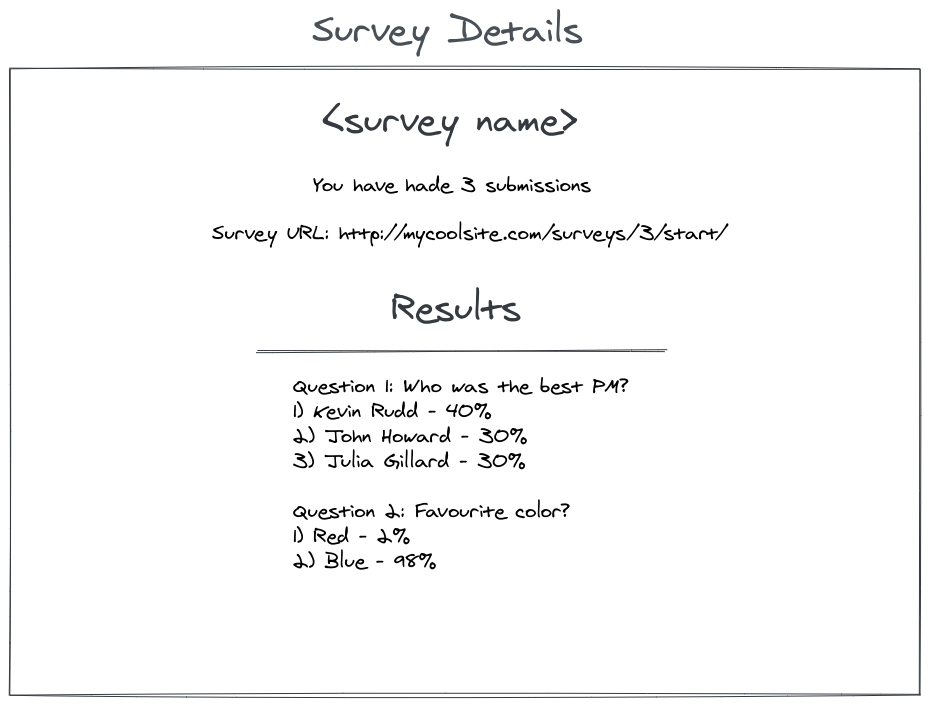 Survey Details
<survey name>
You have hade 3 submissions
Survey URL: http://mycoolsite.com/surveys/3/start/
Results
Question 1: Who was the best PM?
1) Kevin Rudd - 40%
2) John Howard - 30%
3) Julia Gillard - 30%
Question 2: Favourite color?
1) Red - 2%
2) Blue - 98%